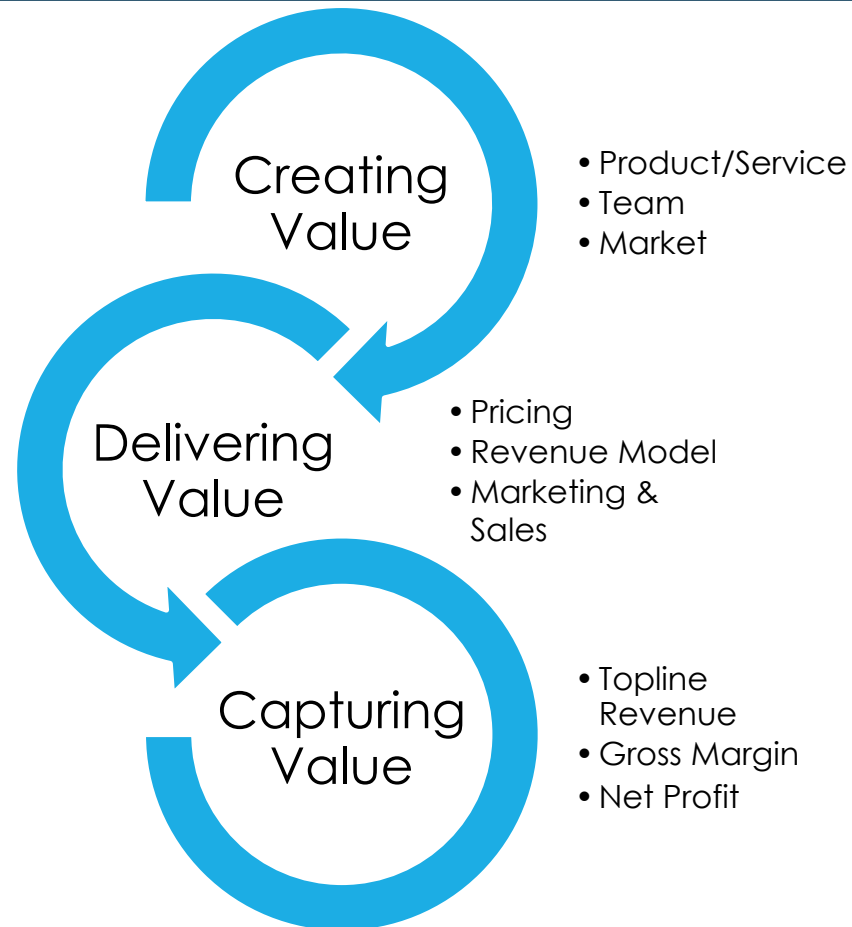 Creating
Value
• Product/Service
• Team
• Market
Delivering
Value
• Pricing
• Revenue Model
• Marketing &
Sales
Capturing
Value
• Topline
Revenue
• Gross Margin
• Net Profit